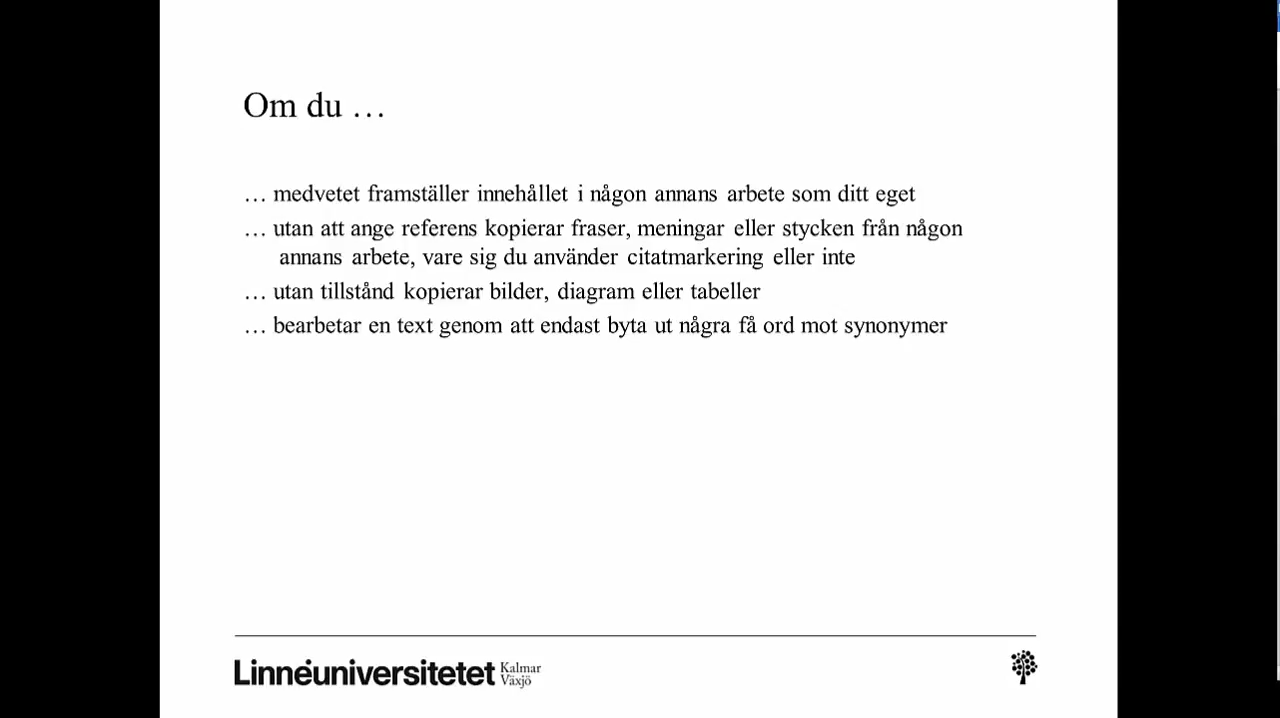 Om du …
… medvetet framställer innehållet i någon annans arbete som ditt eget
… utan att ange referens kopierar fraser, meningar eller stycken från någon
annans arbete, vare sig du använder citatmarkering eller inte
… utan tillstånd kopierar bilder, diagram eller tabeller
… bearbetar en text genom att endast byta ut några få ord mot synonymer
Linnéuniversitetet
Kalmar
Växjö